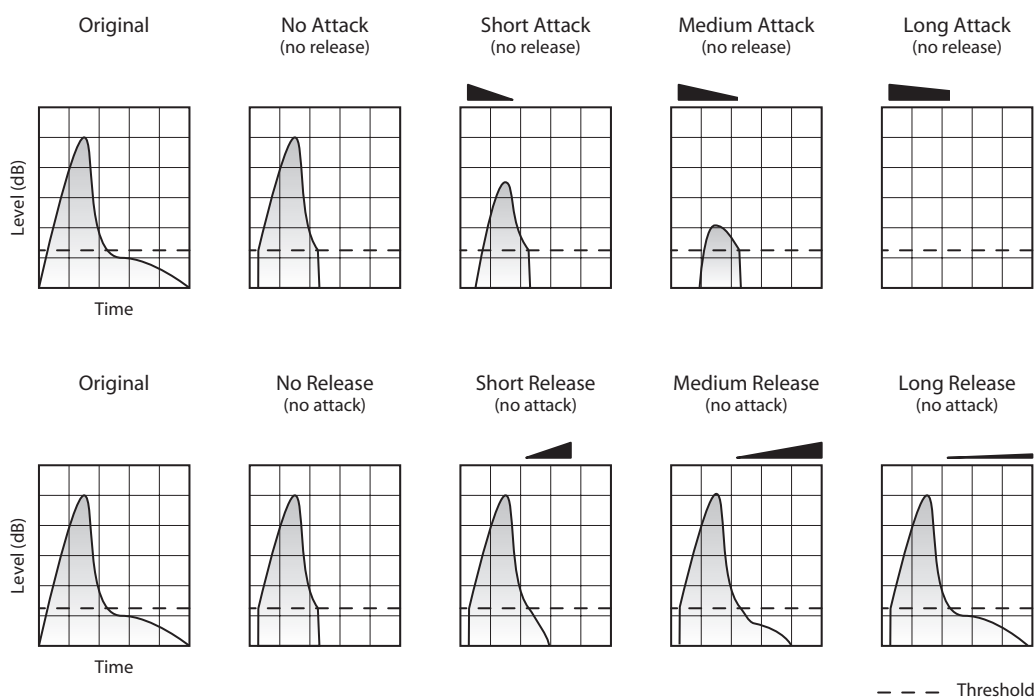 Original
No Attack
(no release)
Short Attack
(no release)
Medium Attack
(no release)
Long Attack
(no release)
Level (dB)
Time
Original
No Release
(no attack)
Short Release
(no attack)
Medium Release
(no attack)
Long Release
(no attack)
Level (dB)
Time
Threshold